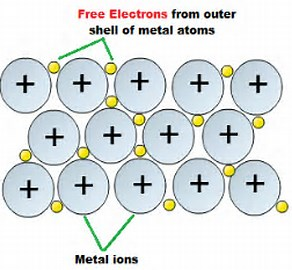 Free Electrons from outer
shell of metal atoms
+ + + + +
+ + + +
+ + + + +
Metal ions